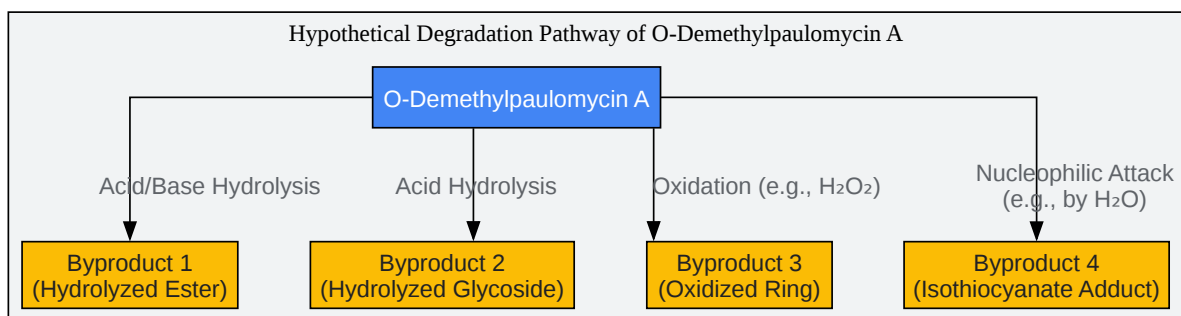 Hypothetical Degradation Pathway of O-Demethylpaulomycin A
O-Demethylpaulomycin A
Acid/Base Hydrolysis
Acid Hydrolysis
Oxidation (e.g., H₂O₂)
Nucleophilic Attack
(e.g., by H₂O)
Byproduct 1
(Hydrolyzed Ester)
Byproduct 2
(Hydrolyzed Glycoside)
Byproduct 3
(Oxidized Ring)
Byproduct 4
(Isothiocyanate Adduct)